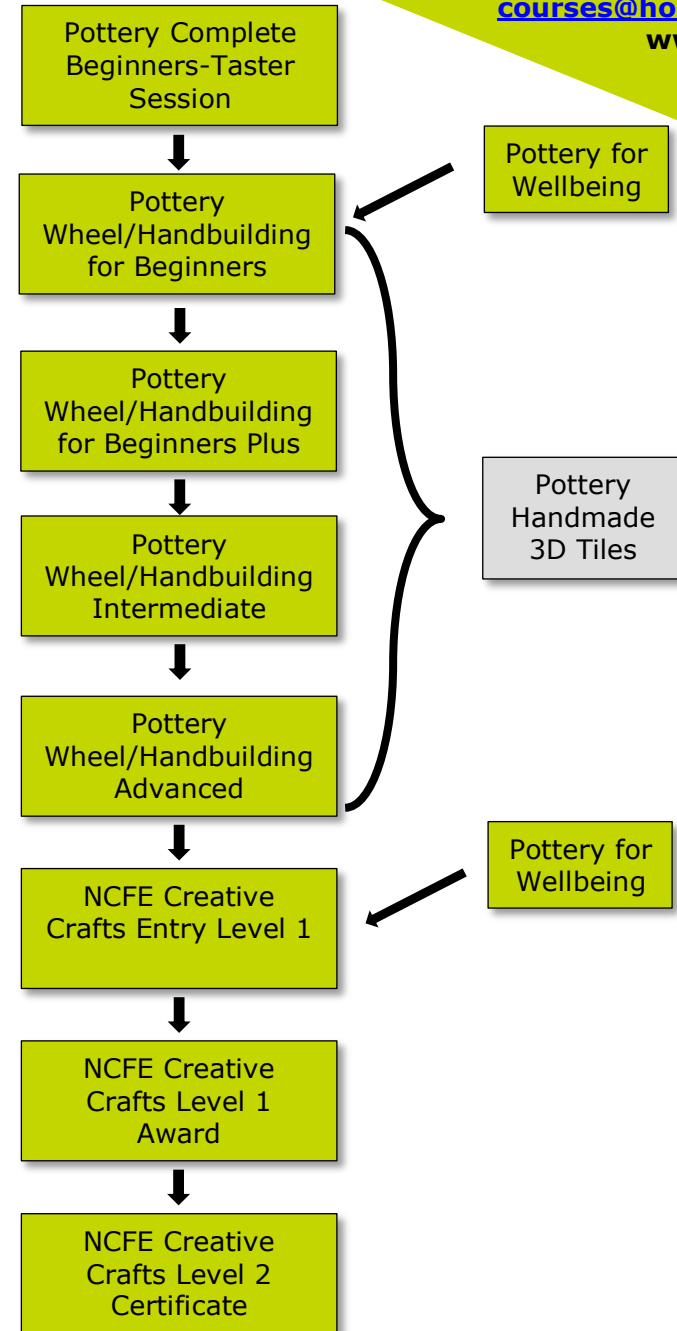 courses@ho
Pottery Complete
Beginners-Taster
Session
Pottery for
Wellbeing
Pottery
Wheel/Handbuilding
for Beginners
Pottery
Wheel/Handbuilding
for Beginners Plus
Pottery
Handmade
3D Tiles
Pottery
Wheel/Handbuilding
Intermediate
Pottery
Wheel/Handbuilding
Advanced
Pottery for
Wellbeing
NCFE Creative
Crafts Entry Level 1
NCFE Creative
Crafts Level 1
Award
NCFE Creative
Crafts Level 2
Certificate